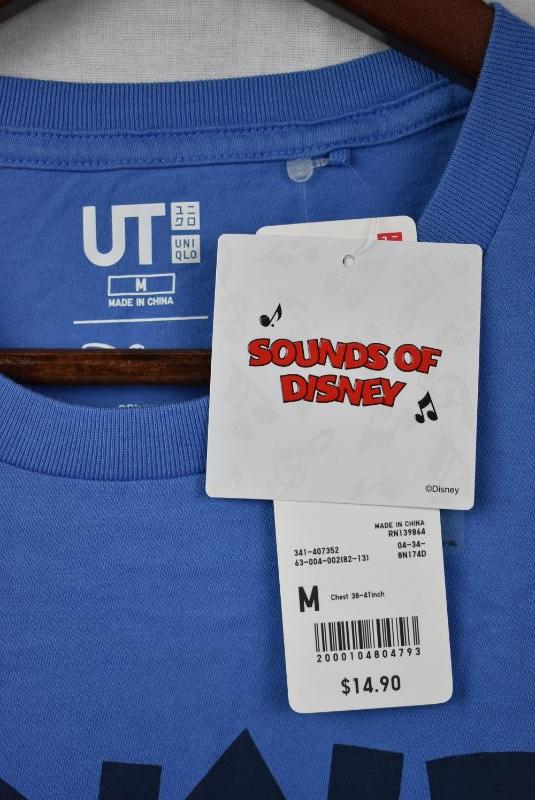 UT
ユニ
クロ
UNI
QLO
M
MADE IN CHINA
SOUNDS OF
DISNEY
©Disney
MADE IN CHINA
RN139864
341-407352
04-34-
63-004-002(82-13)
8N174D
M
Chest 38-41inch
2000104804793
$14.90